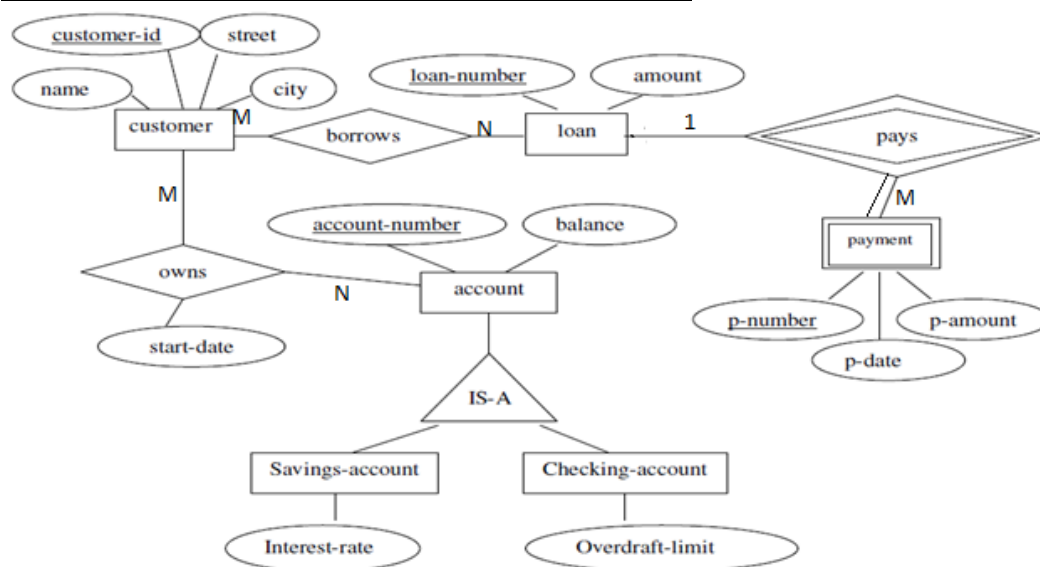 customer-id
street
name
city
customer
M
borrows
N
loan-number
amount
loan
1
pays
M
M
account-number
balance
payment
owns
N
account
start-date
p-number
p-amount
p-date
IS-A
Savings-account
Checking-account
Interest-rate
Overdraft-limit